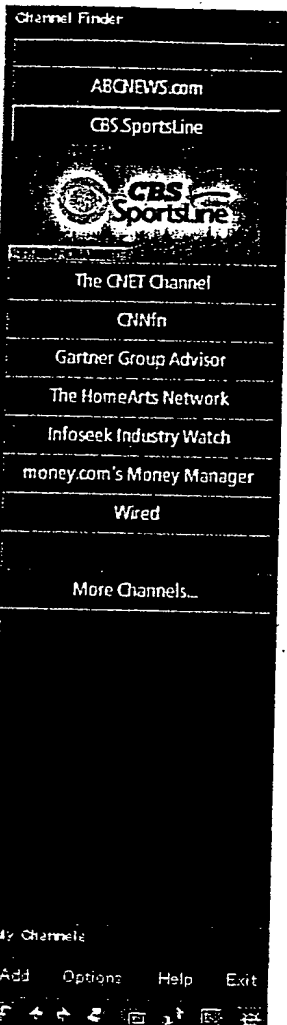 Channel Finder
ABCNEWS.com
CBS SportsLine
CBS
SportsLine
The CNET Channel
CNNfn
Gartner Group Advisor
The HomeArts Network
Infoseek Industry Watch
money.com's Money Manager
Wired
More Channels...
My Channels
Add Options Help Exit